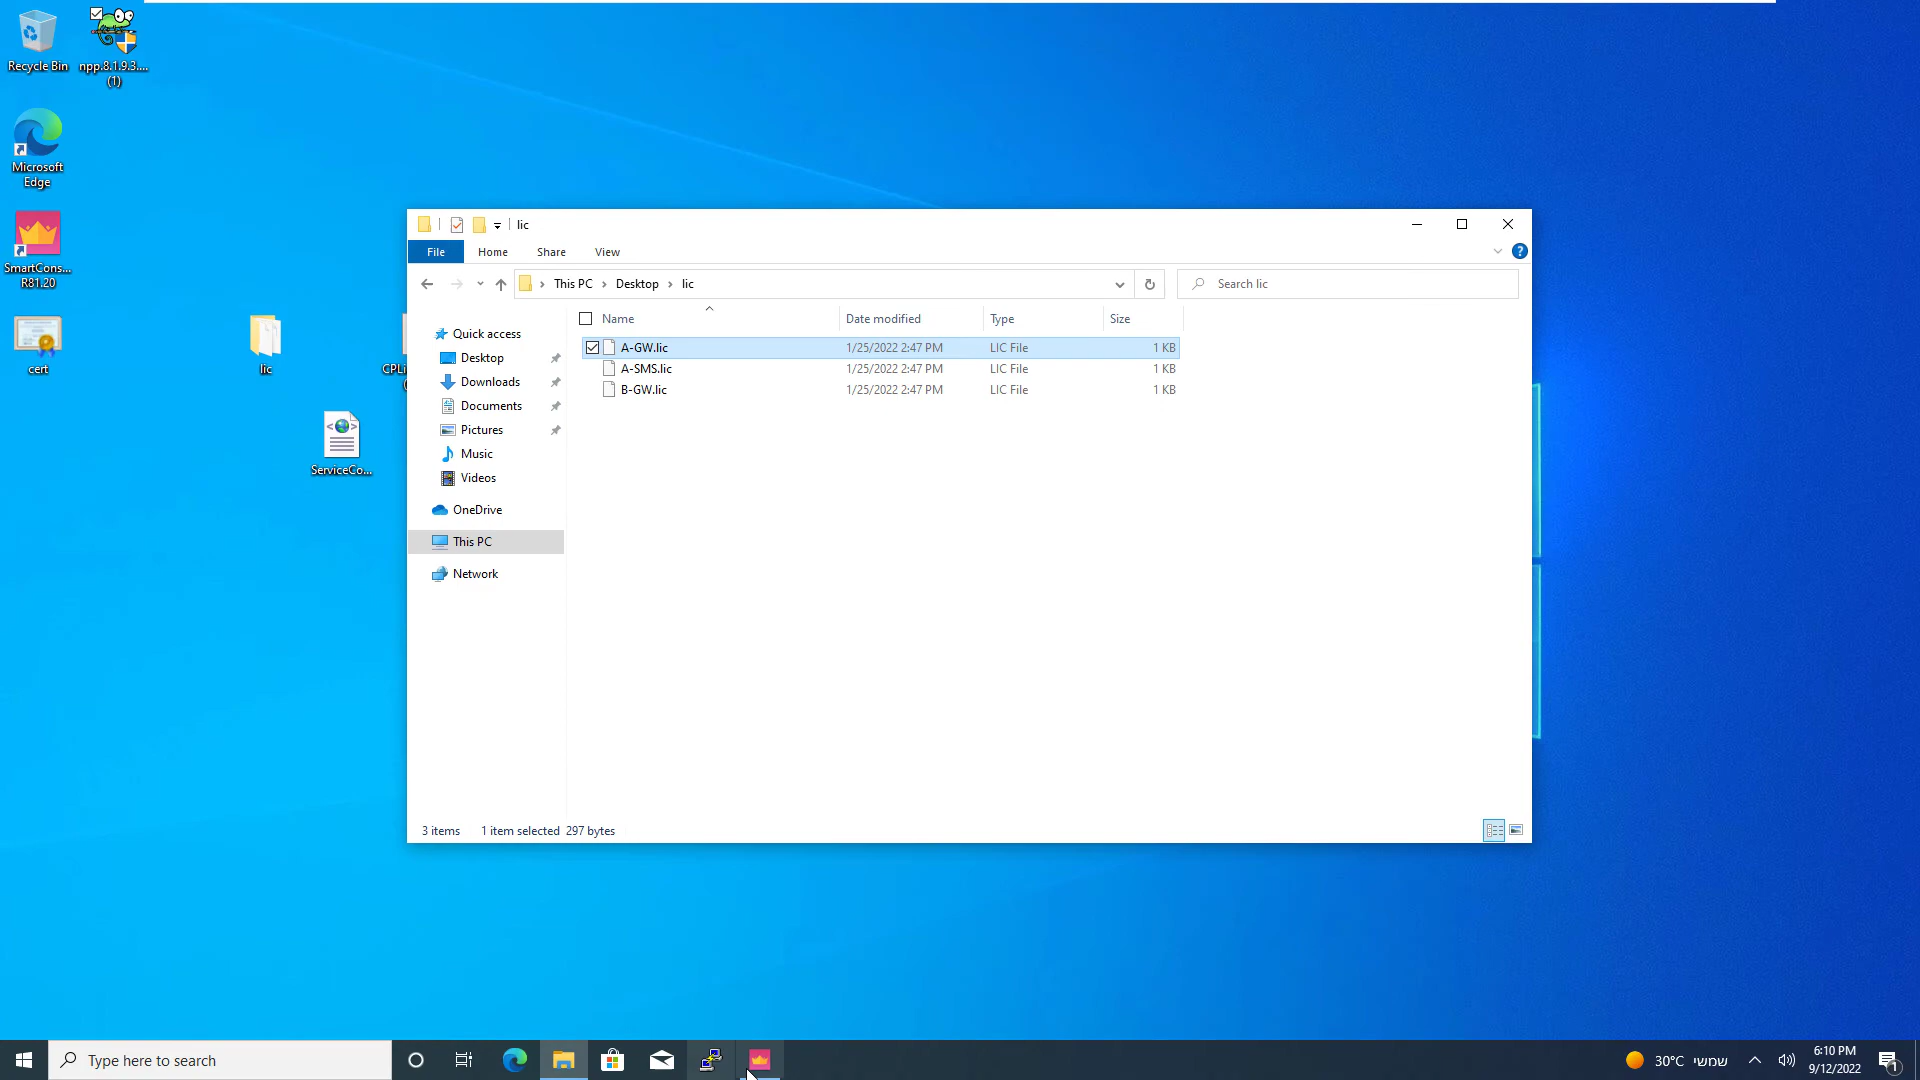 Recycle Bin
npp.8.1.9.3....
(1)
Microsoft
Edge
SmartCons...
R81.20
cert
lic
ServiceCo...
lic
File
Home
Share
View
This PC
Desktop
lic
Search lic
Name
Date modified
Type
Size
A-GW.lic
1/25/2022 2:47 PM
LIC File
1 KB
A-SMS.lic
1/25/2022 2:47 PM
LIC File
1 KB
B-GW.lic
1/25/2022 2:47 PM
LIC File
1 KB
Quick access
Desktop
Downloads
Documents
Pictures
Music
Videos
OneDrive
This PC
Network
3 items
1 item selected 297 bytes
Type here to search
30°C שמשי
6:10 PM
9/12/2022
1